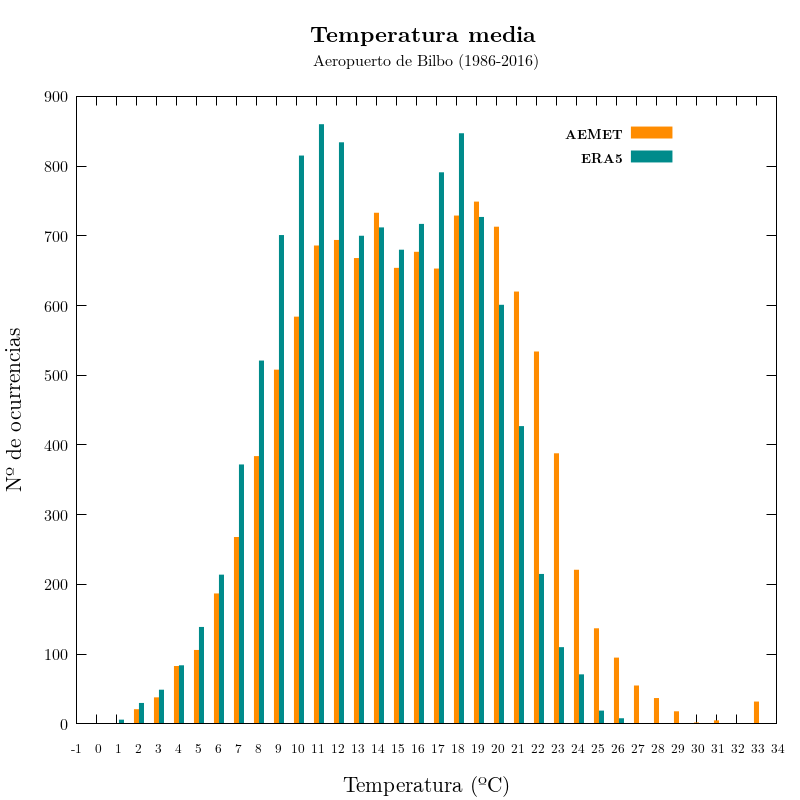 Temperatura media
Aeropuerto de Bilbo (1986-2016)
AEMET
ERA5
900
800
700
600
500
400
300
200
100
0
Nº de ocurrencias
-1 0 1 2 3 4 5 6 7 8 9 10 11 12 13 14 15 16 17 18 19 20 21 22 23 24 25 26 27 28 29 30 31 32 33 34
Temperatura (ºC)